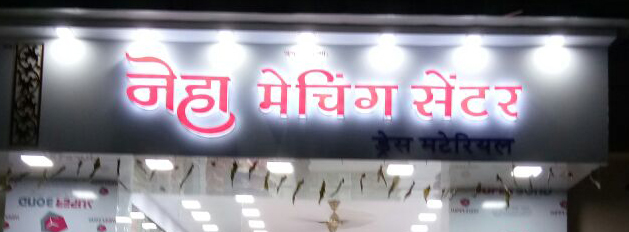 नेहा मेचिंग सेंटर
ड्रेस मटेरियल